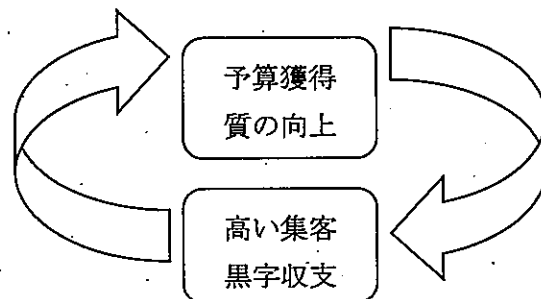 予算獲得
質の向上
高い集客
黒字収支